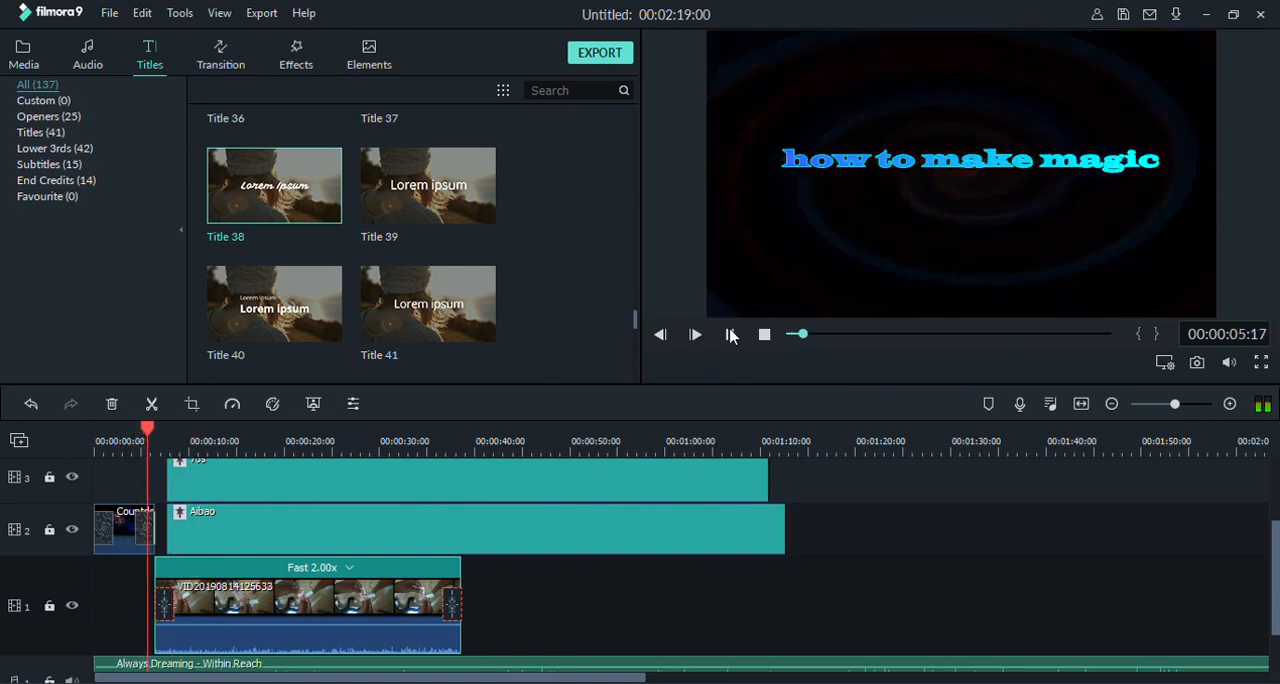 filmora9 File Edit Tools View Export Help Untitled: 00:02:19:00
Media Audio Titles Transition Effects Elements EXPORT
All (137)
Custom (0)
Openers (25)
Titles (41)
Lower 3rds (42)
Subtitles (15)
End Credits (14)
Favourite (0)
Search
Title 36 Title 37
Lorem Ipsum Lorem ipsum
Title 38 Title 39
Lorem ipsum
Lorem ipsum Lorem ipsum
Title 40 Title 41
how to make magic
00:00:05:17
00:00:00:00 00:00:10:00 00:00:20:00 00:00:30:00 00:00:40:00 00:00:50:00 00:01:00:00 00:01:10:00 00:01:20:00 00:01:30:00 00:01:40:00 00:01:50:00 00:02:0
3 70s
2 Countdo Aibao
Fast 2.00x
VID20190814125633
1
Always Dreaming - Within Reach
1